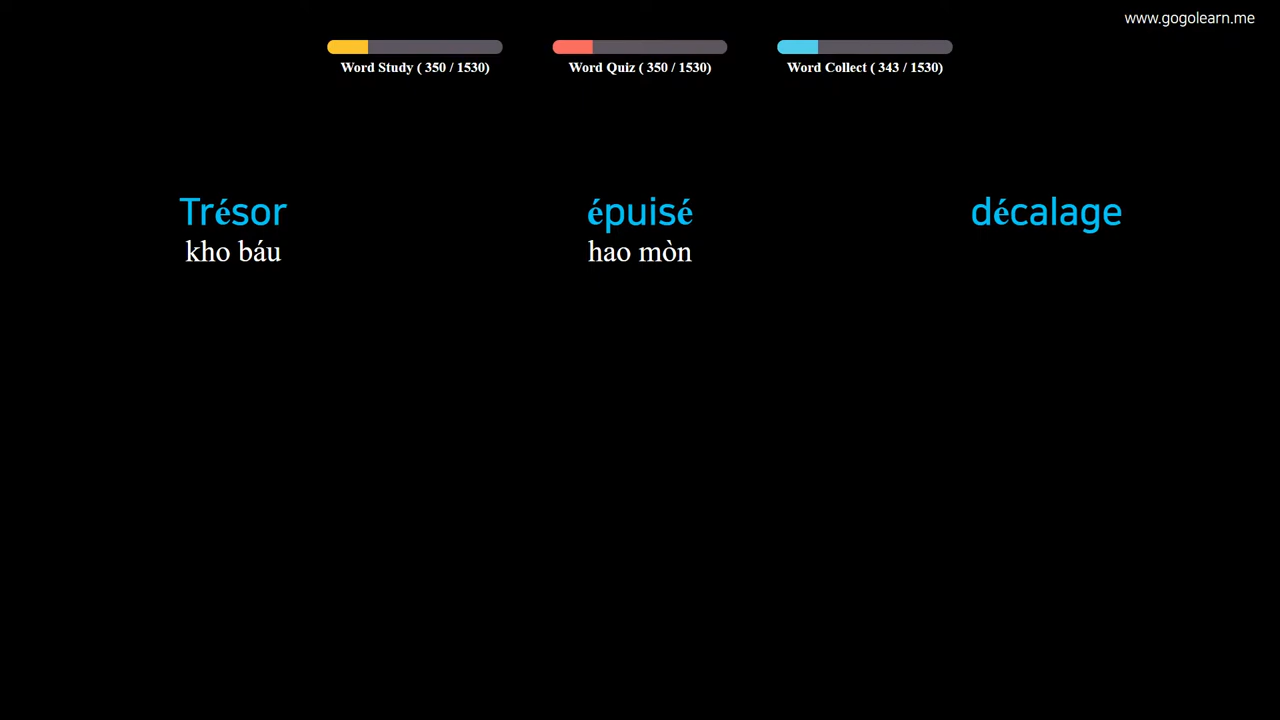 www.gogolearn.me
Word Study ( 350 / 1530)
Word Quiz ( 350 / 1530)
Word Collect ( 343 / 1530)
Trésor
épuisé
décalage
kho báu
hao mòn